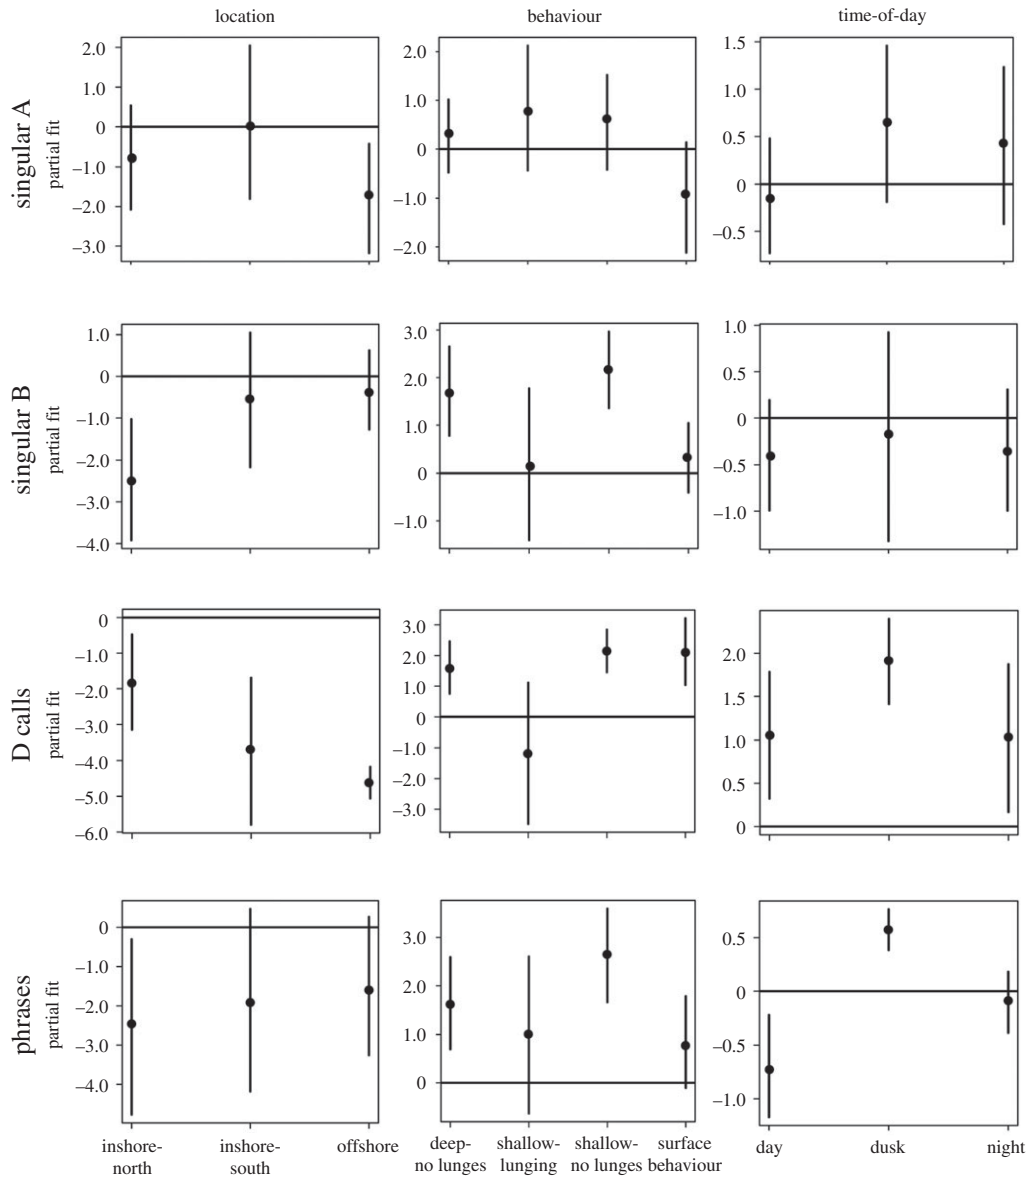 location behaviour time-of-day
singular A
partial fit
2.0
1.0
0
–1.0
–2.0
–3.0
2.0
1.0
0
–1.0
–2.0
1.5
1.0
0.5
0
–0.5
singular B
partial fit
1.0
0
–1.0
–2.0
–3.0
–4.0
3.0
2.0
1.0
0
–1.0
1.0
0.5
0
–0.5
–1.0
D calls
partial fit
0
–1.0
–2.0
–3.0
–4.0
–5.0
–6.0
3.0
2.0
1.0
0
–1.0
–2.0
–3.0
2.0
1.5
1.0
0.5
0
phrases
partial fit
0
–1.0
–2.0
–3.0
–4.0
3.0
2.0
1.0
0
0.5
0
–0.5
–1.0
inshore-
north
inshore-
south
offshore
deep-
no lunges
shallow-
lunging
shallow-
no lunges
surface
behaviour
day
dusk
night